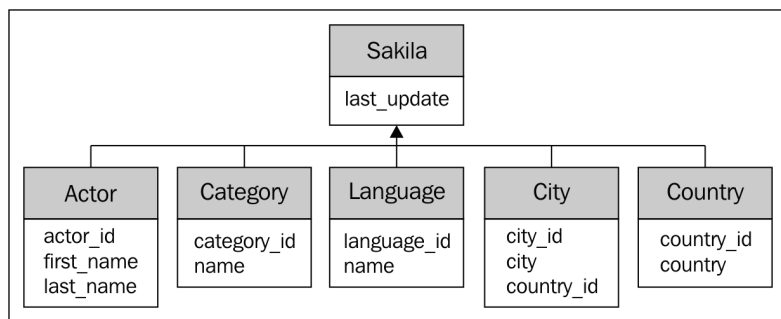 Sakila
last_update
Actor
actor_id
first_name
last_name
Category
category_id
name
Language
language_id
name
City
city_id
city
country_id
Country
country_id
country